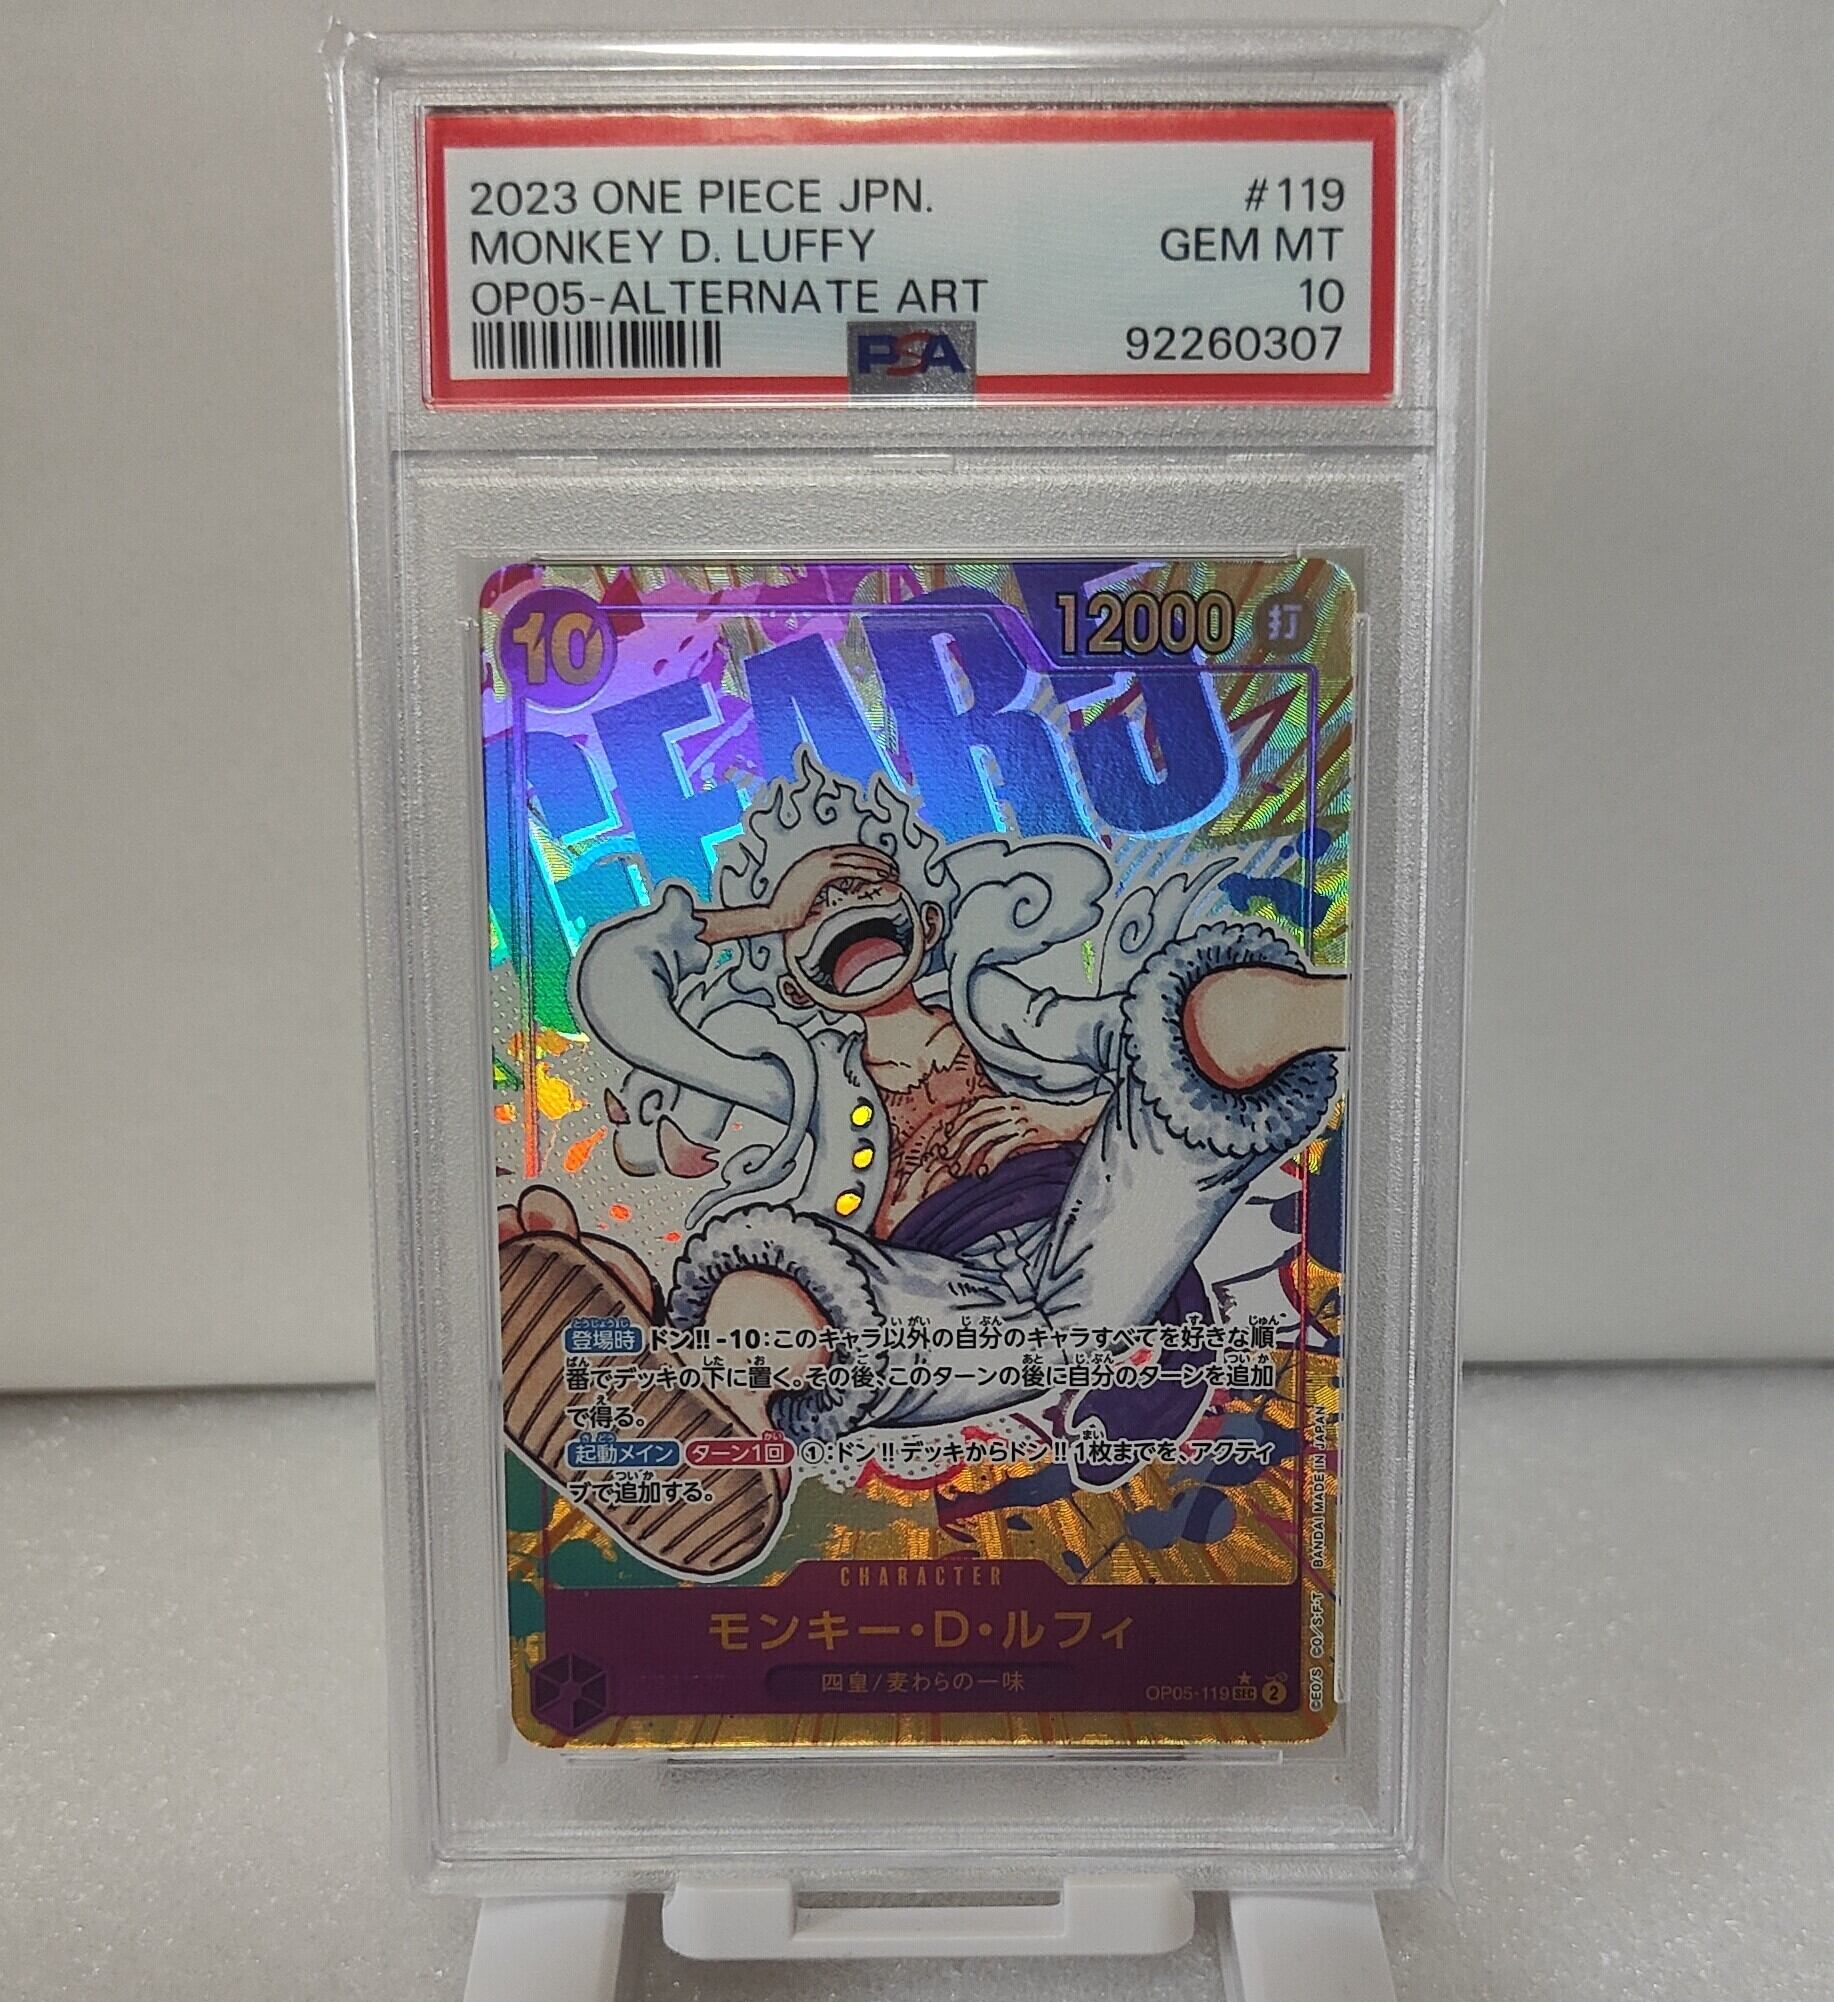 2023 ONE PIECE JPN. #119
MONKEY D. LUFFY GEM MT
OP05-ALTERNATE ART 10
PSA 92260307
10 12000 打
GEAR5
登場時 ドン!!-10:このキャラ以外の自分のキャラすべてを好きな順
番でデッキの下に置く。その後、このターンの後に自分のターンを追加
で得る。
起動メイン ターン1回 ①:ドン!!デッキからドン!!1枚までを、アクティ
ブで追加する。
CHARACTER
モンキー・D・ルフィ
四皇/麦わらの一味
OP05-119 SEC 2
©EO/S ©O/S·F·T BANDAI MADE IN JAPAN